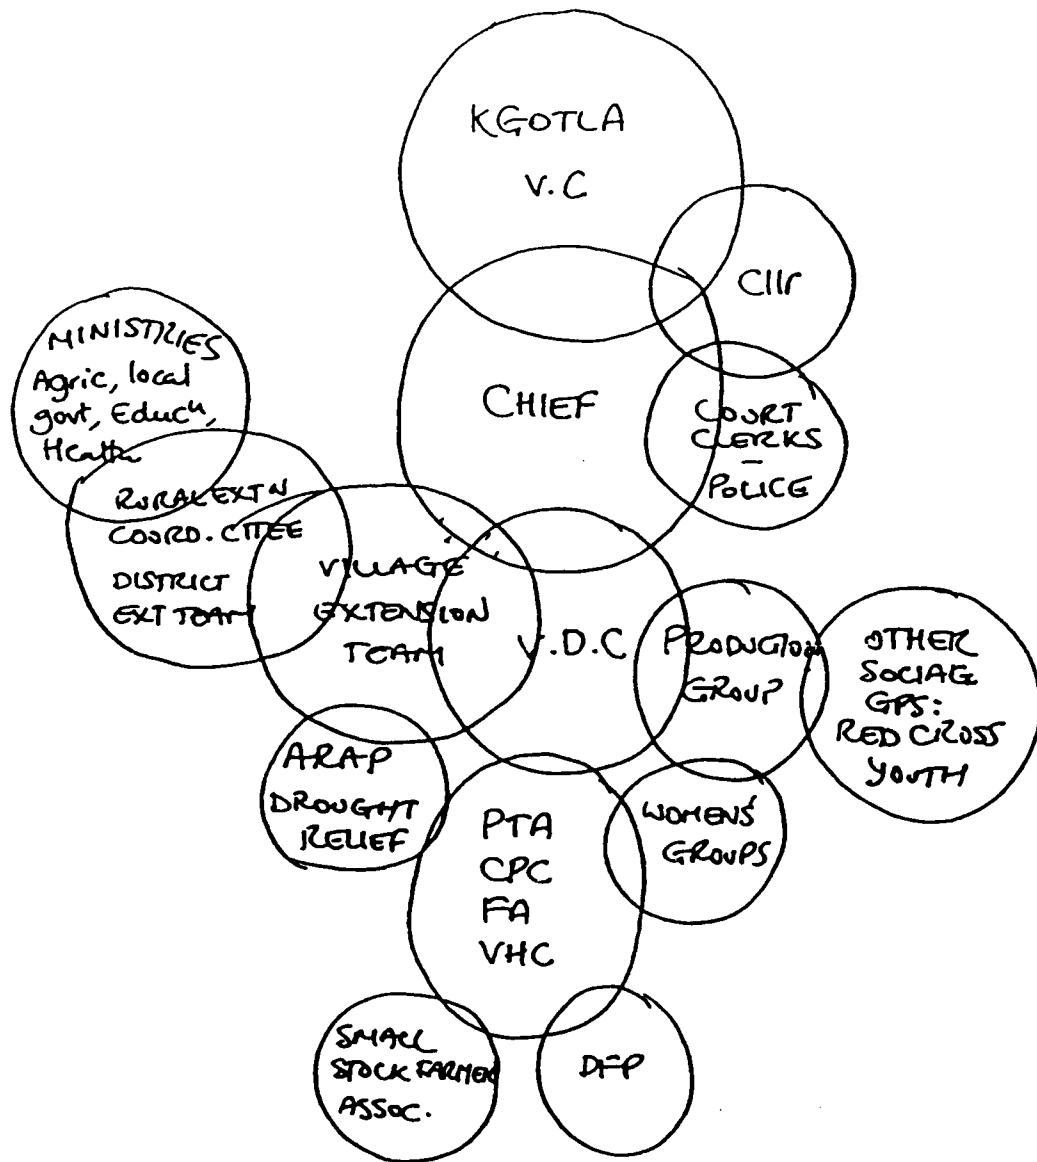 KGOTLA
V.C
Cllr
CHIEF
COURT
CLERKS
–
POLICE
MINISTRIES
Agric, local
govt, Educn,
Health
RURAL EXTN
COORD. CTTEE
DISTRICT
EXT TEAM
VILLAGE
EXTENSION
TEAM
V.D.C
PRODUCTION
GROUP
OTHER
SOCIAL
GPS:
RED CROSS
YOUTH
ARAP
DROUGHT
RELIEF
PTA
CPC
FA
VHC
WOMENS'
GROUPS
SMALL
STOCK FARMER
ASSOC.
DFP